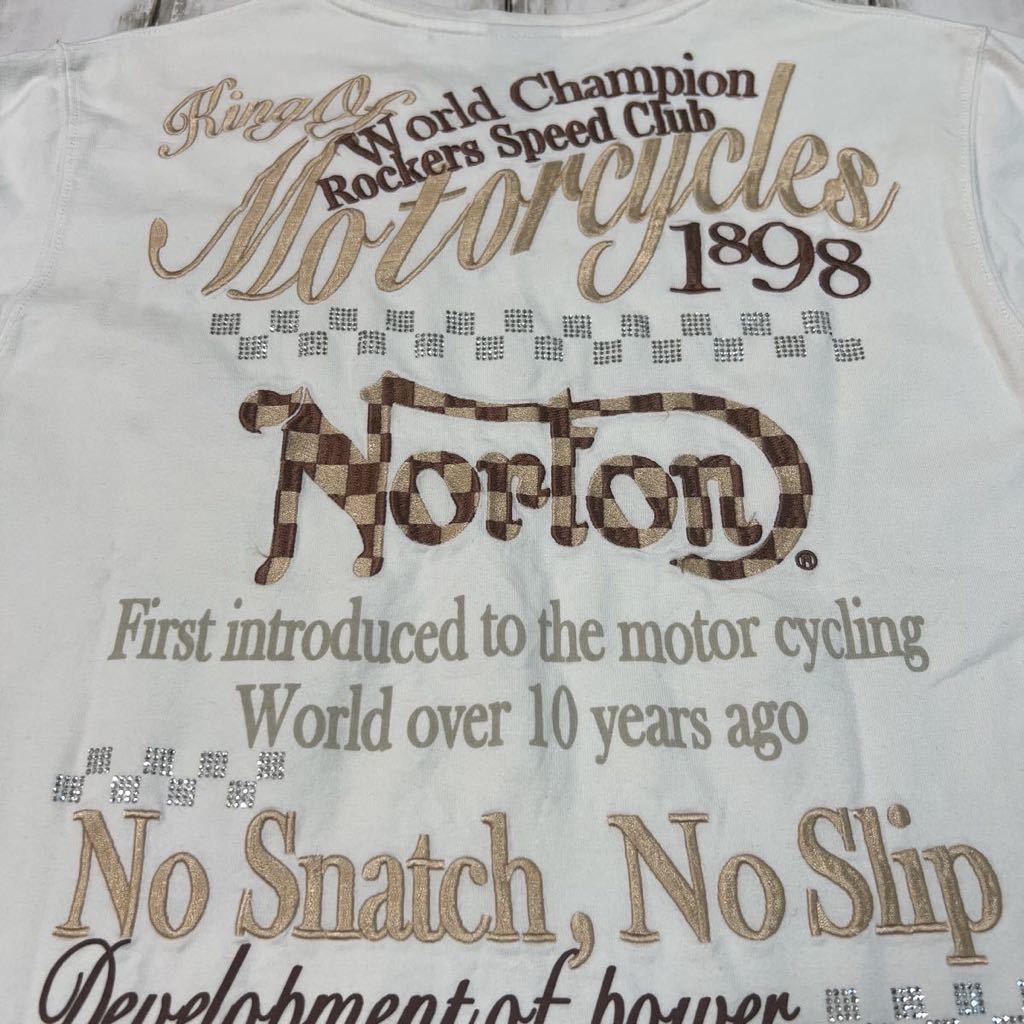 King Of
World Champion
Rockers Speed Club
Motorcycles
1898
Norton®
First introduced to the motor cycling
World over 10 years ago
No Snatch, No Slip
Development of power